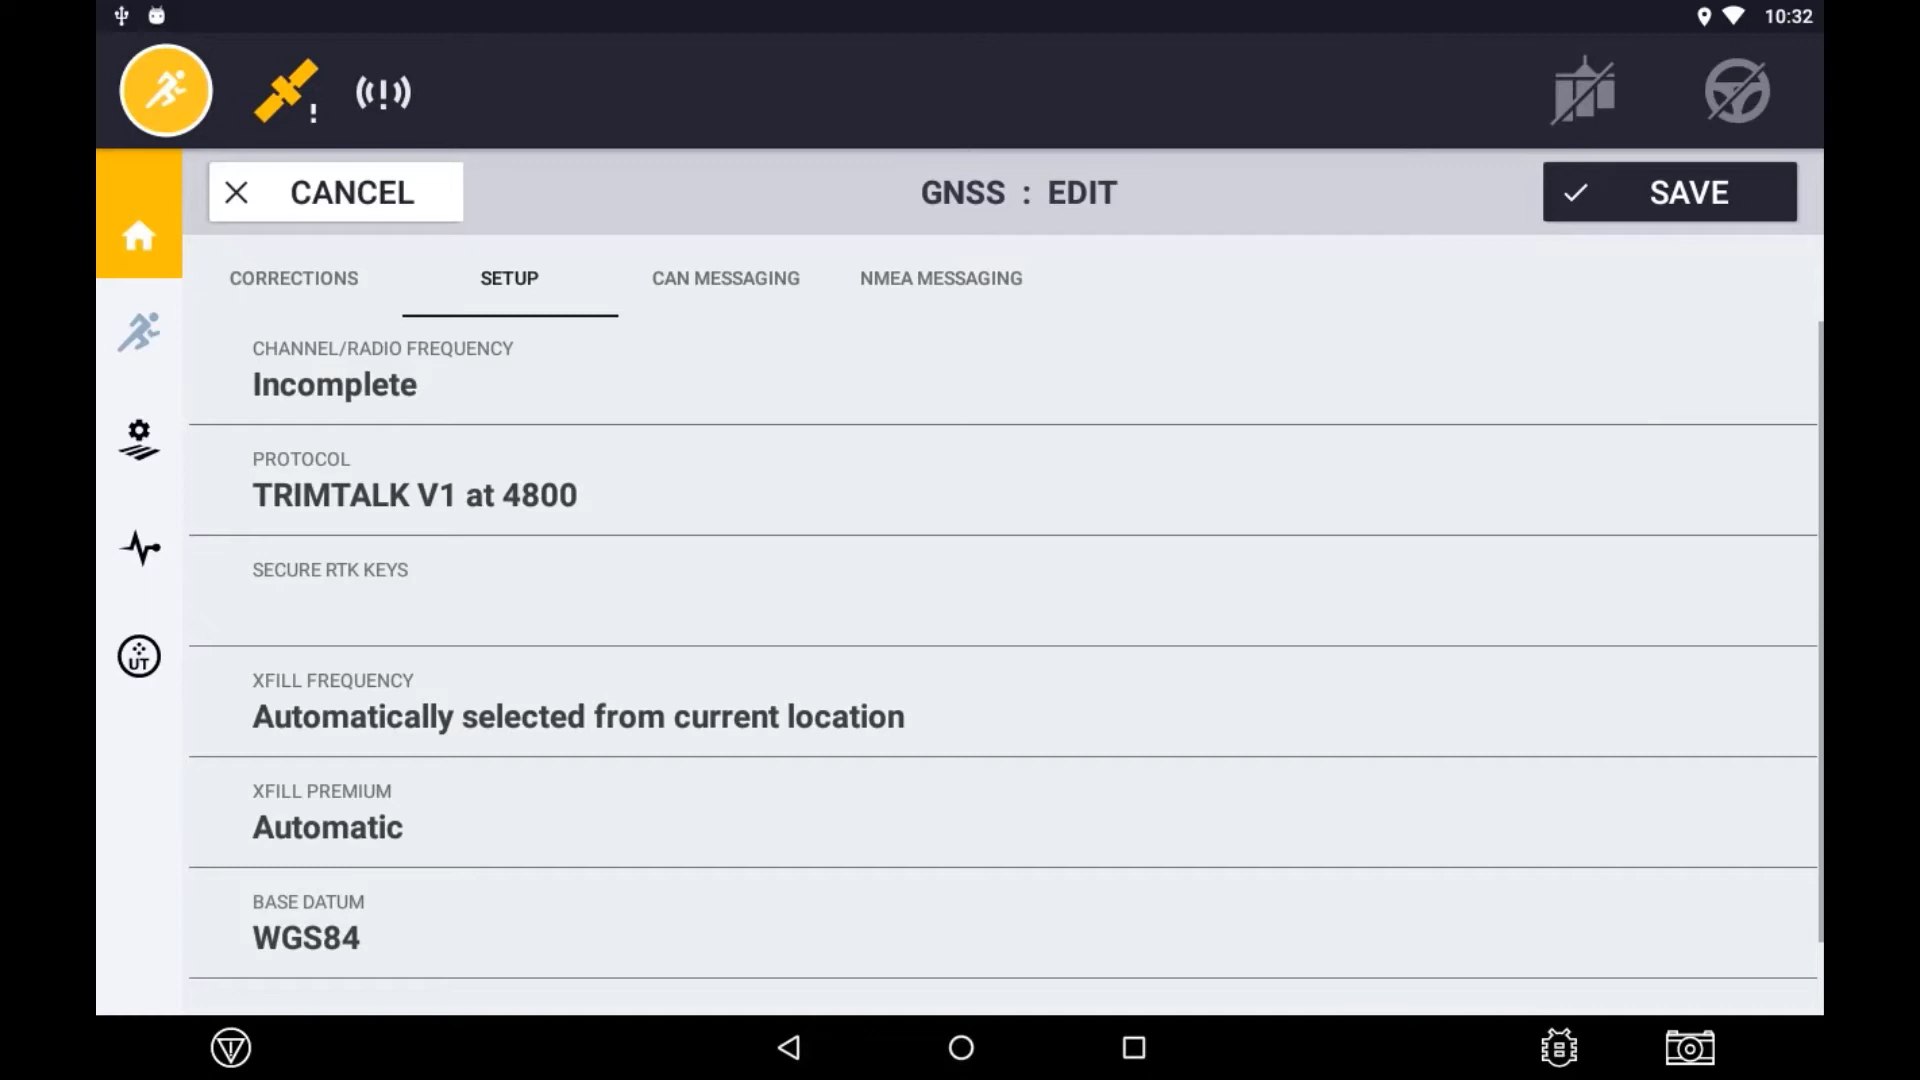 10:32
CANCEL
GNSS : EDIT
SAVE
CORRECTIONS
SETUP
CAN MESSAGING
NMEA MESSAGING
CHANNEL/RADIO FREQUENCY
Incomplete
PROTOCOL
TRIMTALK V1 at 4800
SECURE RTK KEYS
XFILL FREQUENCY
Automatically selected from current location
XFILL PREMIUM
Automatic
BASE DATUM
WGS84
UT